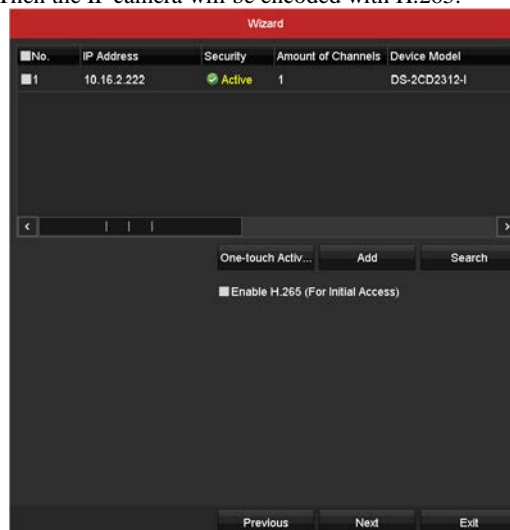 Then the IP camera will be encoded with H.265.
Wizard
No. IP Address Security Amount of Channels Device Model
1 10.16.2.222 Active 1 DS-2CD2312-I
One-touch Activ... Add Search
Enable H.265 (For Initial Access)
Previous Next Exit